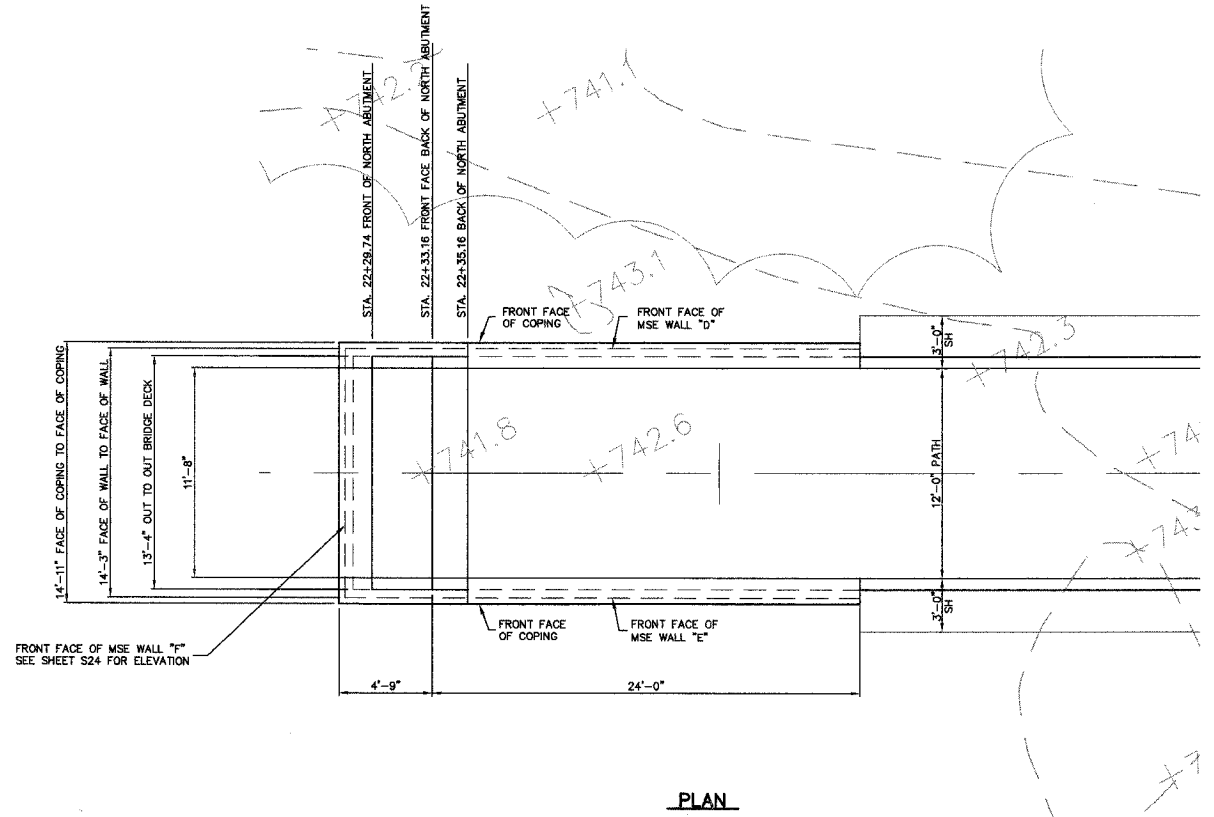 STA. 22+29.74 FRONT OF NORTH ABUTMENT
STA. 22+33.16 FRONT FACE BACK OF NORTH ABUTMENT
STA. 22+35.16 BACK OF NORTH ABUTMENT
+742.2
+741.1
+743.1
FRONT FACE
OF COPING
FRONT FACE OF
MSE WALL "D"
3'-0"
SH
+742.3
14'-11" FACE OF COPING TO FACE OF COPING
14'-3" FACE OF WALL TO FACE OF WALL
13'-4" OUT TO OUT BRIDGE DECK
11'-8"
+741.8
+742.6
12'-0" PATH
+74
+743
3'-0"
SH
FRONT FACE
OF COPING
FRONT FACE OF
MSE WALL "E"
FRONT FACE OF MSE WALL "F"
SEE SHEET S24 FOR ELEVATION
4'-9"
24'-0"
+7
PLAN